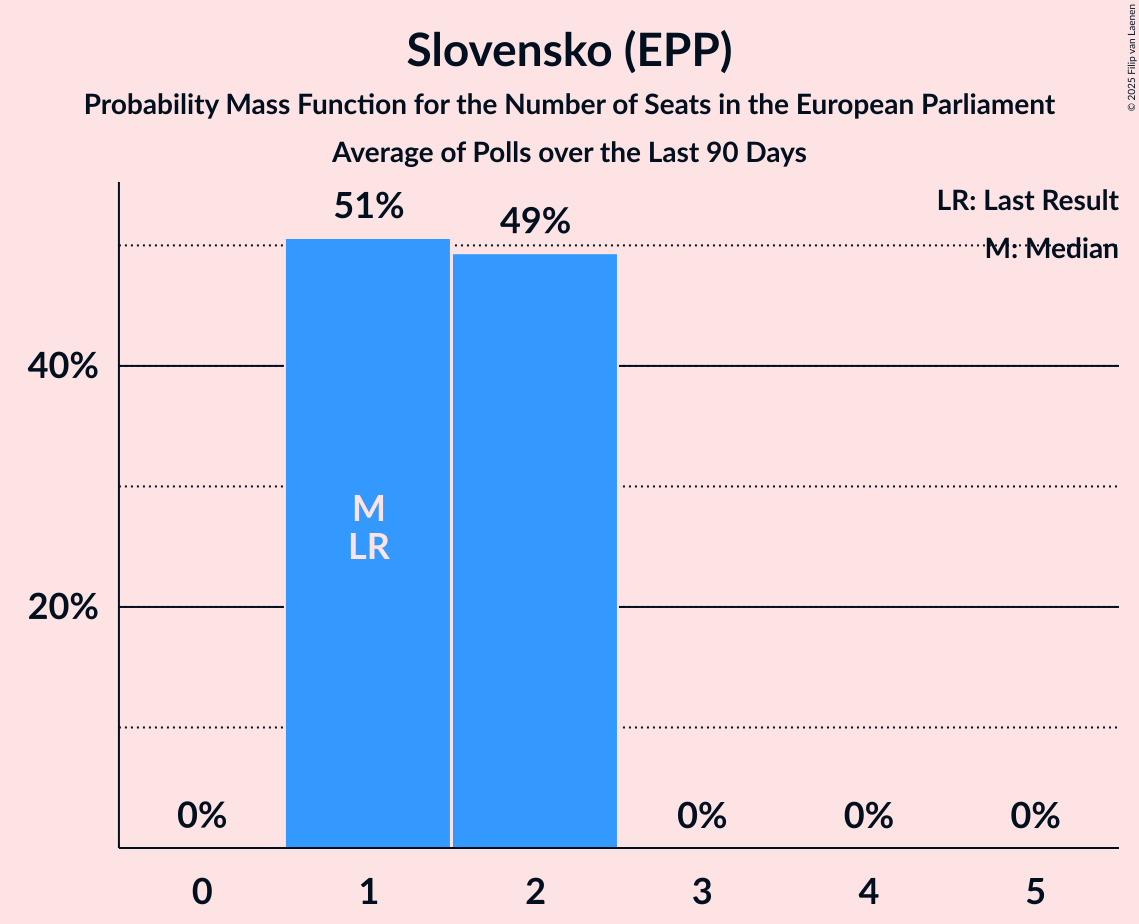 Slovensko (EPP)
Probability Mass Function for the Number of Seats in the European Parliament
Average of Polls over the Last 90 Days
© 2025 Filip van Laenen
LR: Last Result
M: Median
51%
49%
40%
20%
M
LR
0%
0%
0%
0%
0
1
2
3
4
5